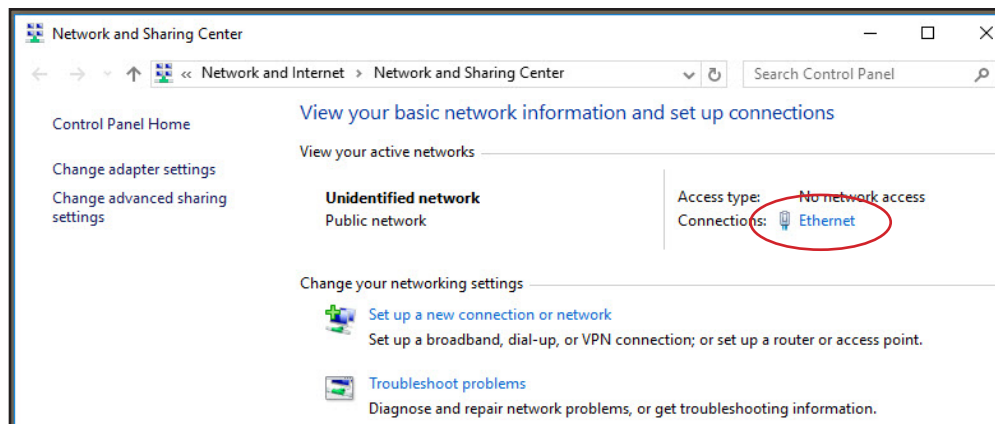 Network and Sharing Center
« Network and Internet > Network and Sharing Center
Search Control Panel
Control Panel Home
Change adapter settings
Change advanced sharing
settings
View your basic network information and set up connections
View your active networks
Unidentified network
Public network
Access type: No network access
Connections: Ethernet
Change your networking settings
Set up a new connection or network
Set up a broadband, dial-up, or VPN connection; or set up a router or access point.
Troubleshoot problems
Diagnose and repair network problems, or get troubleshooting information.